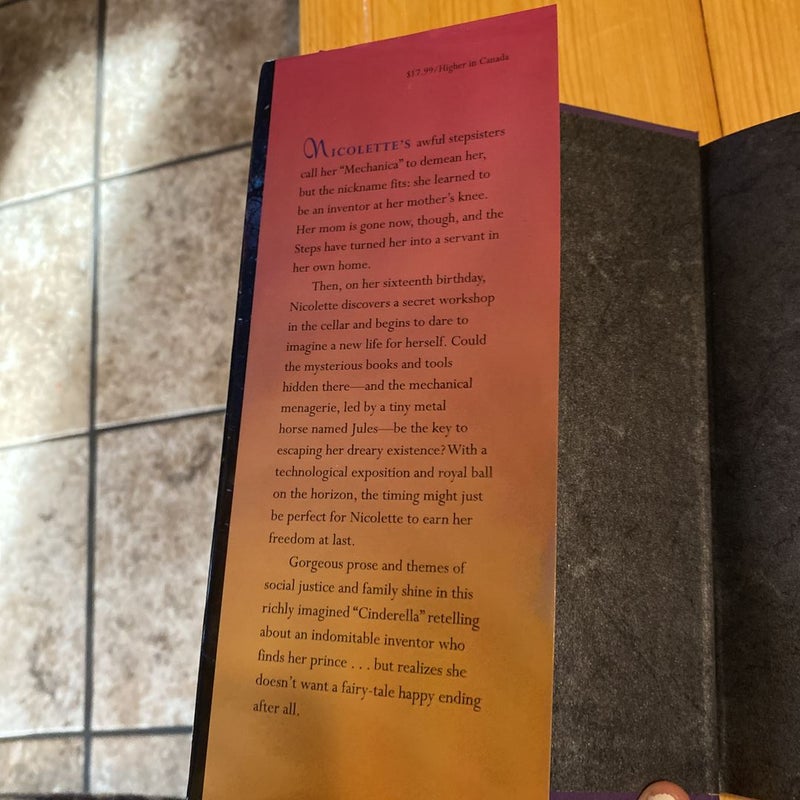 $17.99/Higher in Canada
NICOLETTE'S awful stepsisters
call her “Mechanica” to demean her,
but the nickname fits: she learned to
be an inventor at her mother's knee.
Her mom is gone now, though, and the
Steps have turned her into a servant in
her own home.
Then, on her sixteenth birthday,
Nicolette discovers a secret workshop
in the cellar and begins to dare to
imagine a new life for herself. Could
the mysterious books and tools
hidden there—and the mechanical
menagerie, led by a tiny metal
horse named Jules—be the key to
escaping her dreary existence? With a
technological exposition and royal ball
on the horizon, the timing might just
be perfect for Nicolette to earn her
freedom at last.
Gorgeous prose and themes of
social justice and family shine in this
richly imagined “Cinderella” retelling
about an indomitable inventor who
finds her prince . . . but realizes she
doesn't want a fairy-tale happy ending
after all.